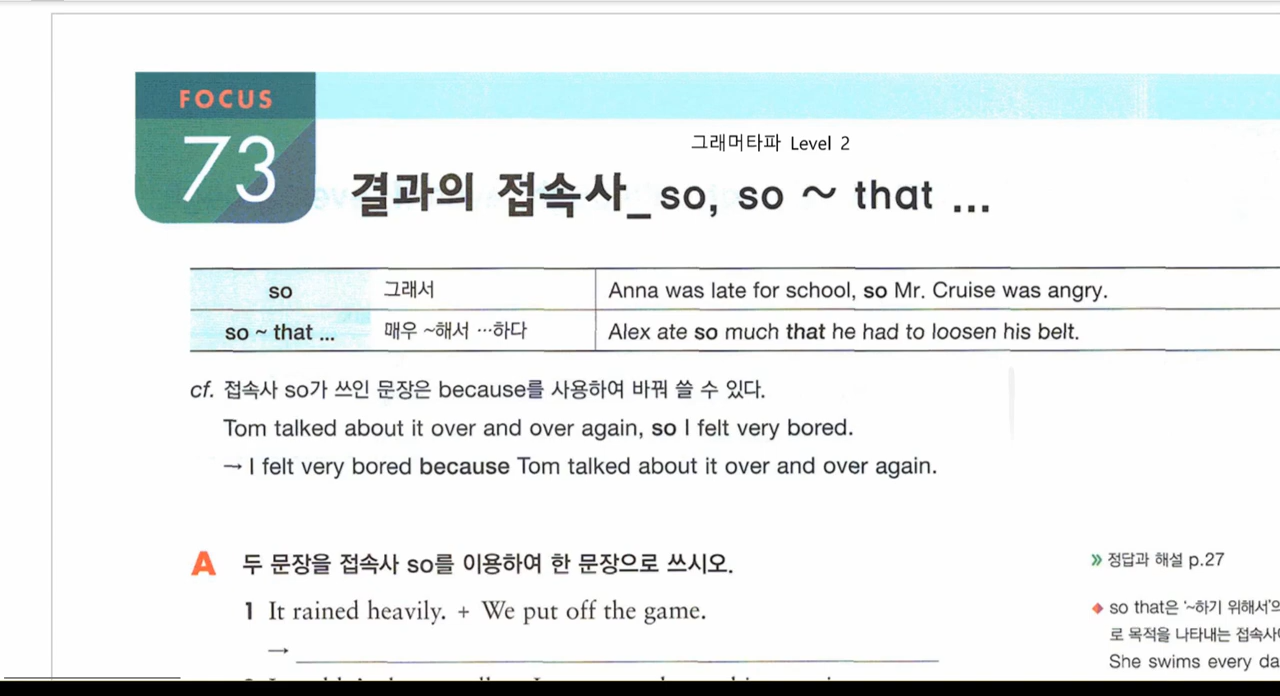 FOCUS
73
그래머타파 Level 2
결과의 접속사_ so, so ~ that ...
so 그래서 Anna was late for school, so Mr. Cruise was angry.
so ~ that ... 매우 ~해서 …하다 Alex ate so much that he had to loosen his belt.
cf. 접속사 so가 쓰인 문장은 because를 사용하여 바꿔 쓸 수 있다.
Tom talked about it over and over again, so I felt very bored.
→ I felt very bored because Tom talked about it over and over again.
A 두 문장을 접속사 so를 이용하여 한 문장으로 쓰시오.
» 정답과 해설 p.27
1 It rained heavily. + We put off the game.
→
◆ so that은 '~하기 위해서'의
로 목적을 나타내는 접속사
She swims every da